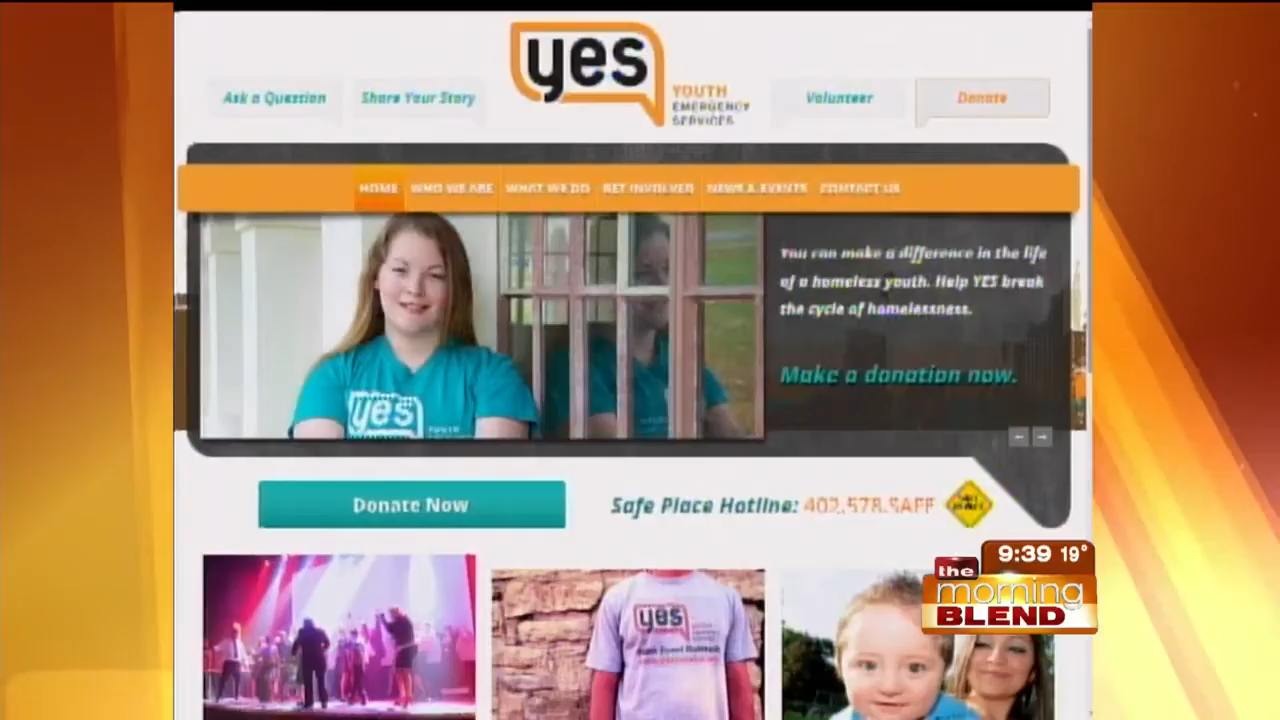 yes
YOUTH
EMERGENCY
SERVICES
Ask a Question
Share Your Story
Volunteer
Donate
HOME
WHO WE ARE
WHAT WE DO
GET INVOLVED
NEWS & EVENTS
CONTACT US
You can make a difference in the life
of a homeless youth. Help YES break
the cycle of homelessness.
Make a donation now.
yes
YOUTH
← →
Donate Now
Safe Place Hotline: 402.578.SAFE
yes
9:39 19°
the
morning
BLEND